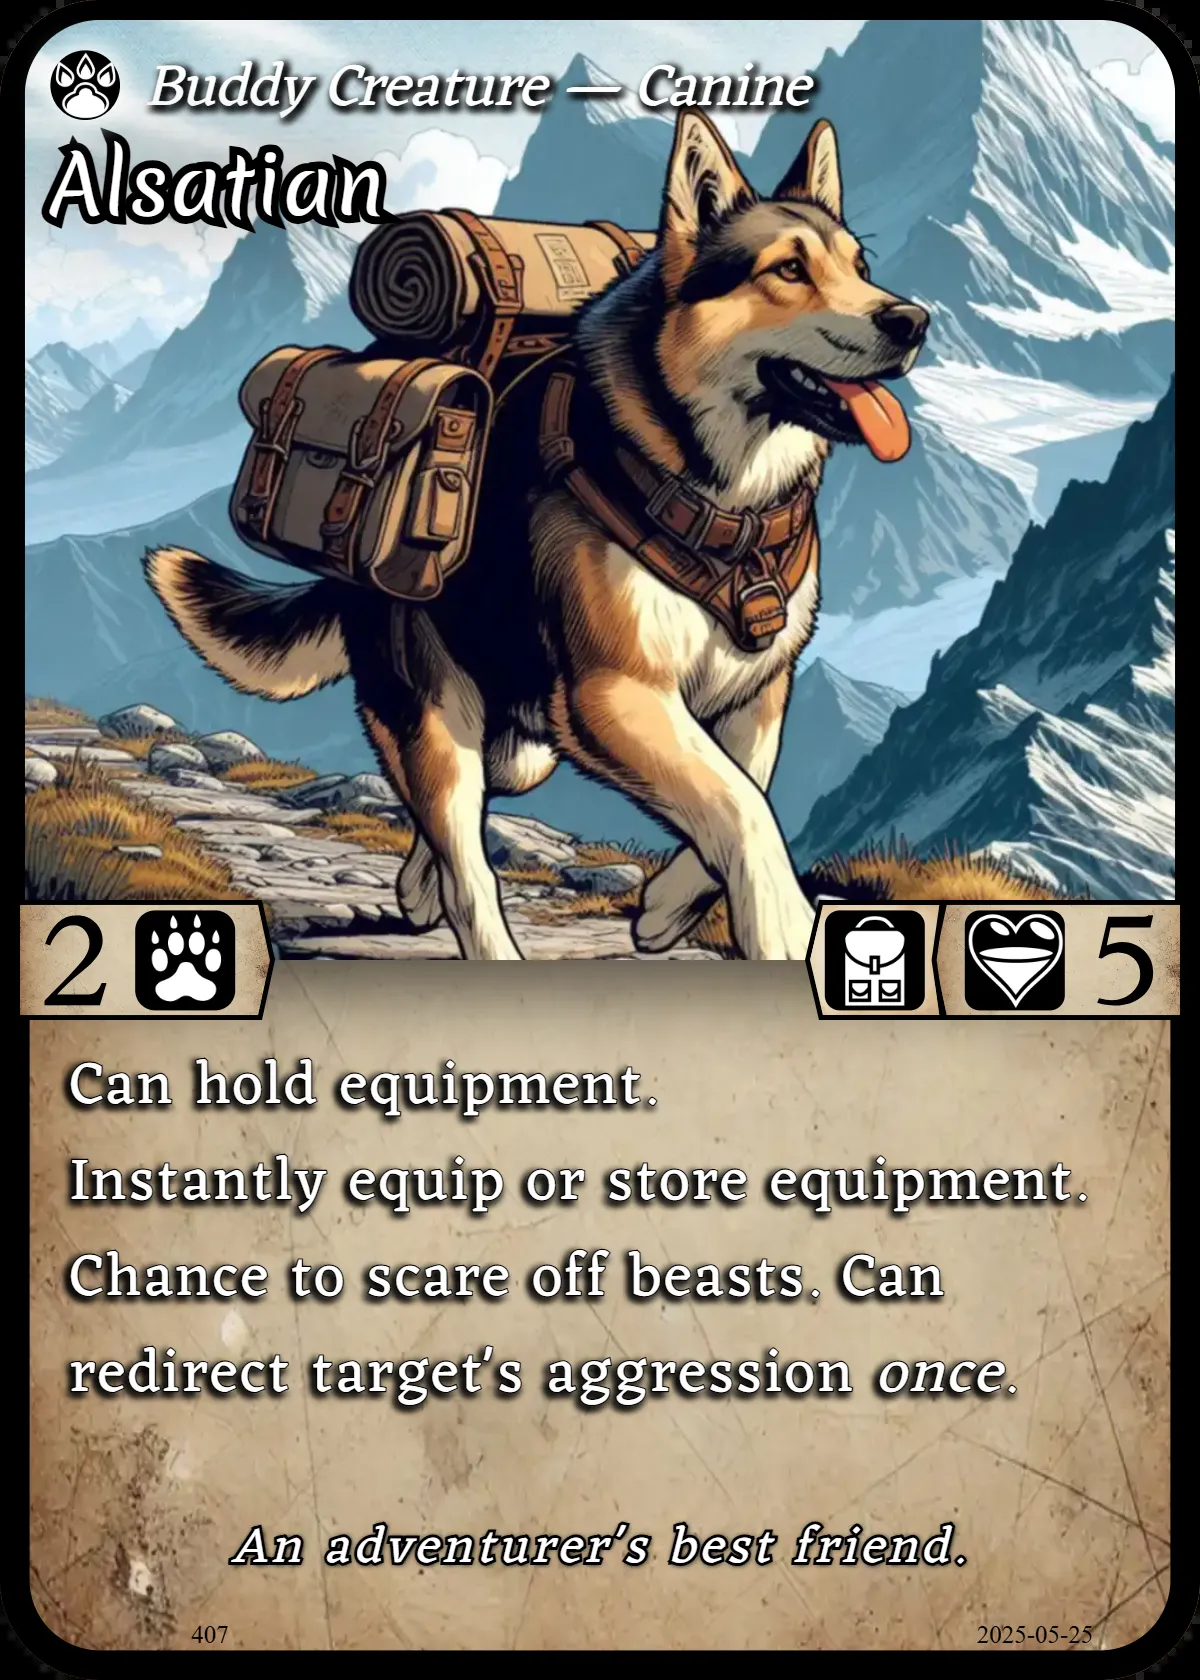 Buddy Creature — Canine
Alsatian
2
5
Can hold equipment.
Instantly equip or store equipment.
Chance to scare off beasts. Can
redirect target's aggression once.
An adventurer's best friend.
407
2025-05-25